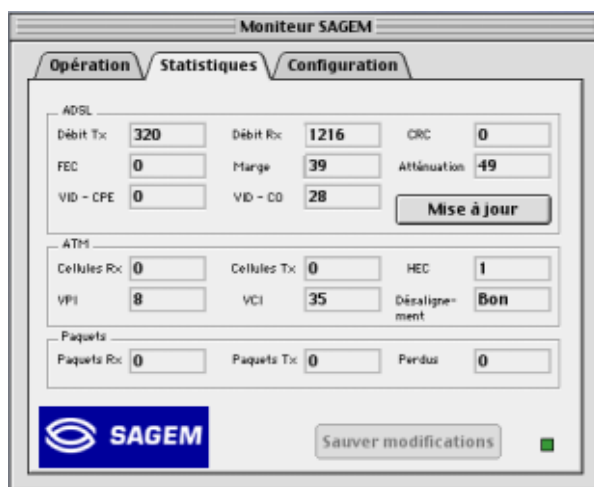 Moniteur SAGEM
Opération Statistiques Configuration
ADSL
Débit Tx 320 Débit Rx 1216 CRC 0
FEC 0 Marge 39 Atténuation 49
VID - CPE 0 VID - CO 28
Mise à jour
ATM
Cellules Rx 0 Cellules Tx 0 HEC 1
VPI 8 VCI 35 Désaligne-
ment Bon
Paquets
Paquets Rx 0 Paquets Tx 0 Perdus 0
SAGEM Sauver modifications